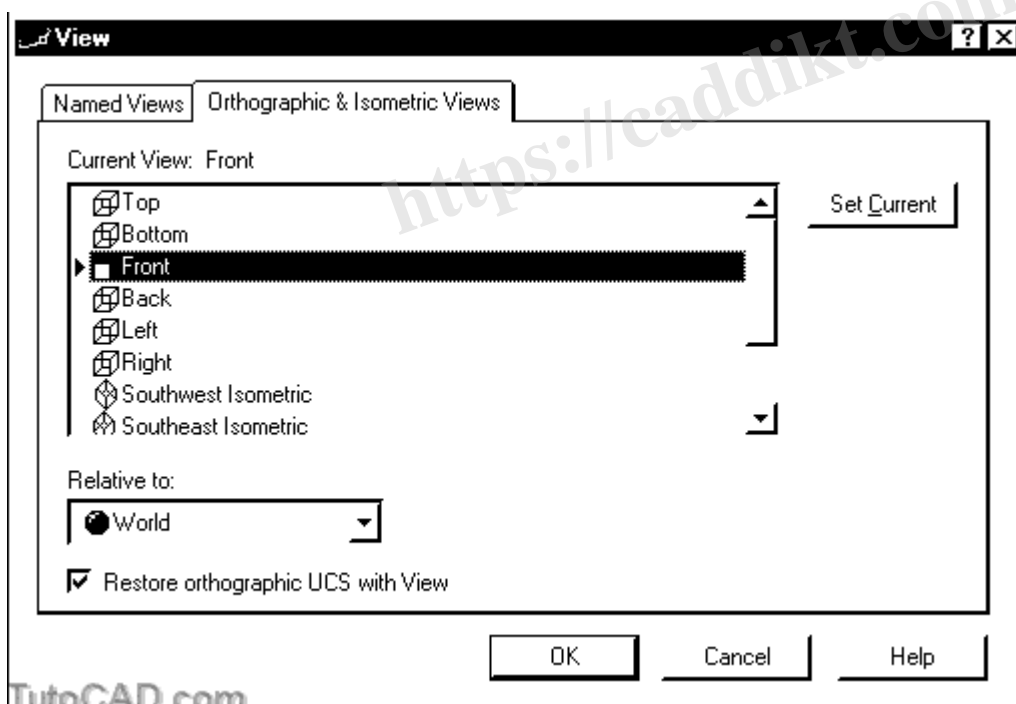 View
Named Views
Orthographic & Isometric Views
Current View: Front
Top
Set Current
Bottom
Front
Back
Left
Right
Southwest Isometric
Southeast Isometric
Relative to:
World
Restore orthographic UCS with View
OK
Cancel
Help
TutoCAD.com
https://caddikt.com